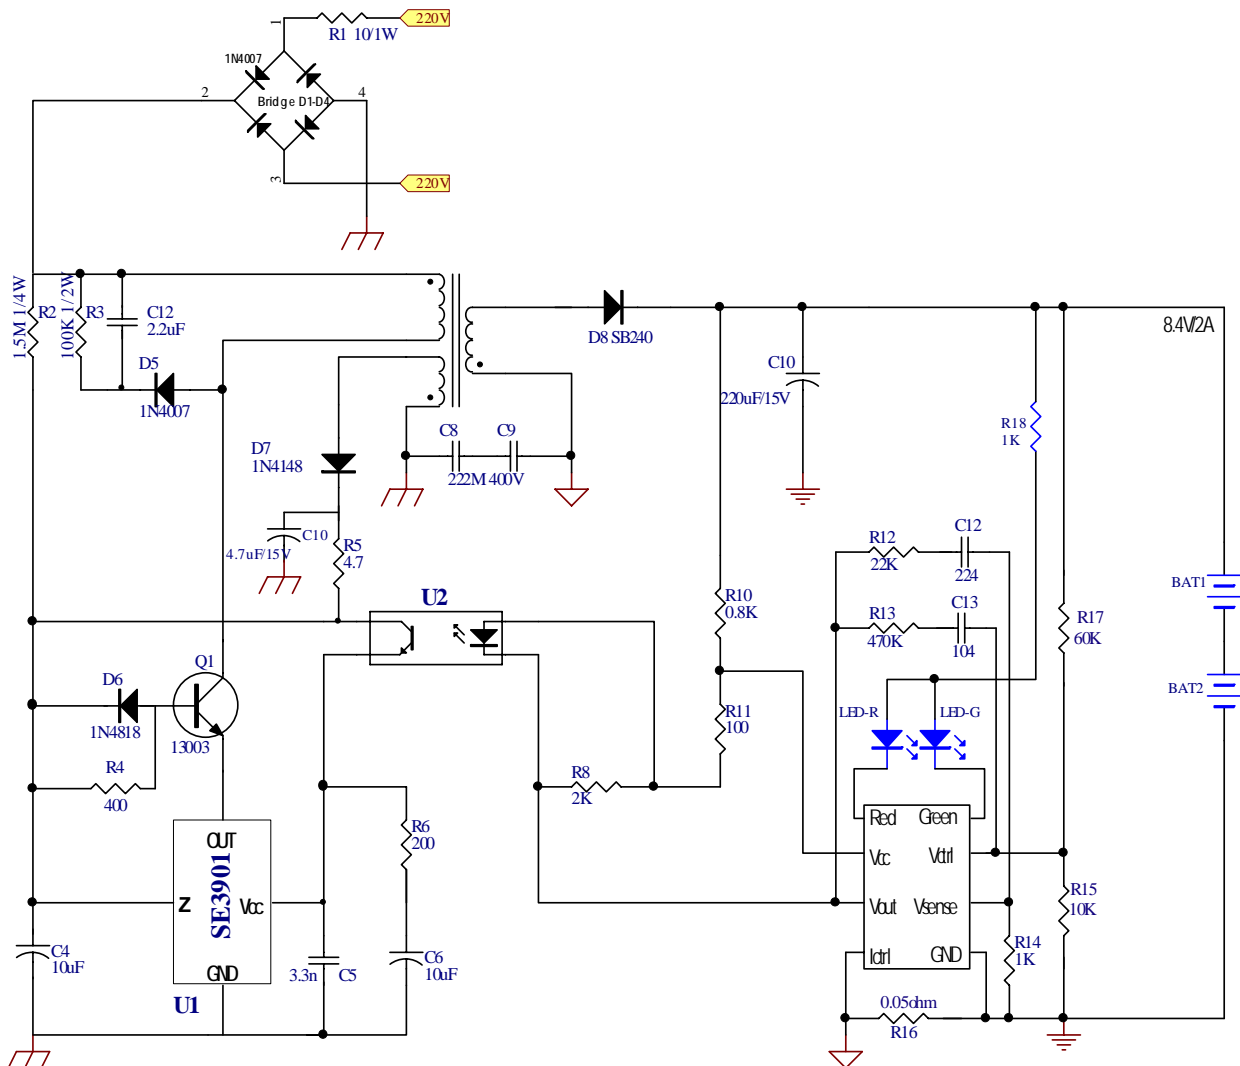 1
R1 10/1W
220V
1N4007
2
Bridge D1-D4
4
3
220V
1.5M 1/4W
R2
100K 1/2W
R3
C12
2.2uF
D5
1N4007
D8 SB240
8.4V/2A
C10
220uF/15V
C8
C9
222M 400V
D7
1N4148
R18
1K
C10
4.7uF/15V
R5
4.7
R12
22K
C12
224
BAT1
U2
R10
0.8K
R13
470K
C13
104
R17
60K
Q1
D6
1N4818
13003
BAT2
R11
100
LED-R
LED-G
R4
400
R8
2K
R6
200
OUT
SE3901
Z
Vcc
GND
U1
Red
Green
Vcc
Vctrl
Vout
Vsense
Ictrl
GND
R15
10K
R14
1K
C4
10uF
3.3n
C5
C6
10uF
0.05ohm
R16